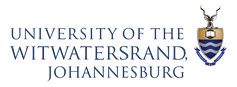 UNIVERSITY OF THE
WITWATERSRAND,
JOHANNESBURG